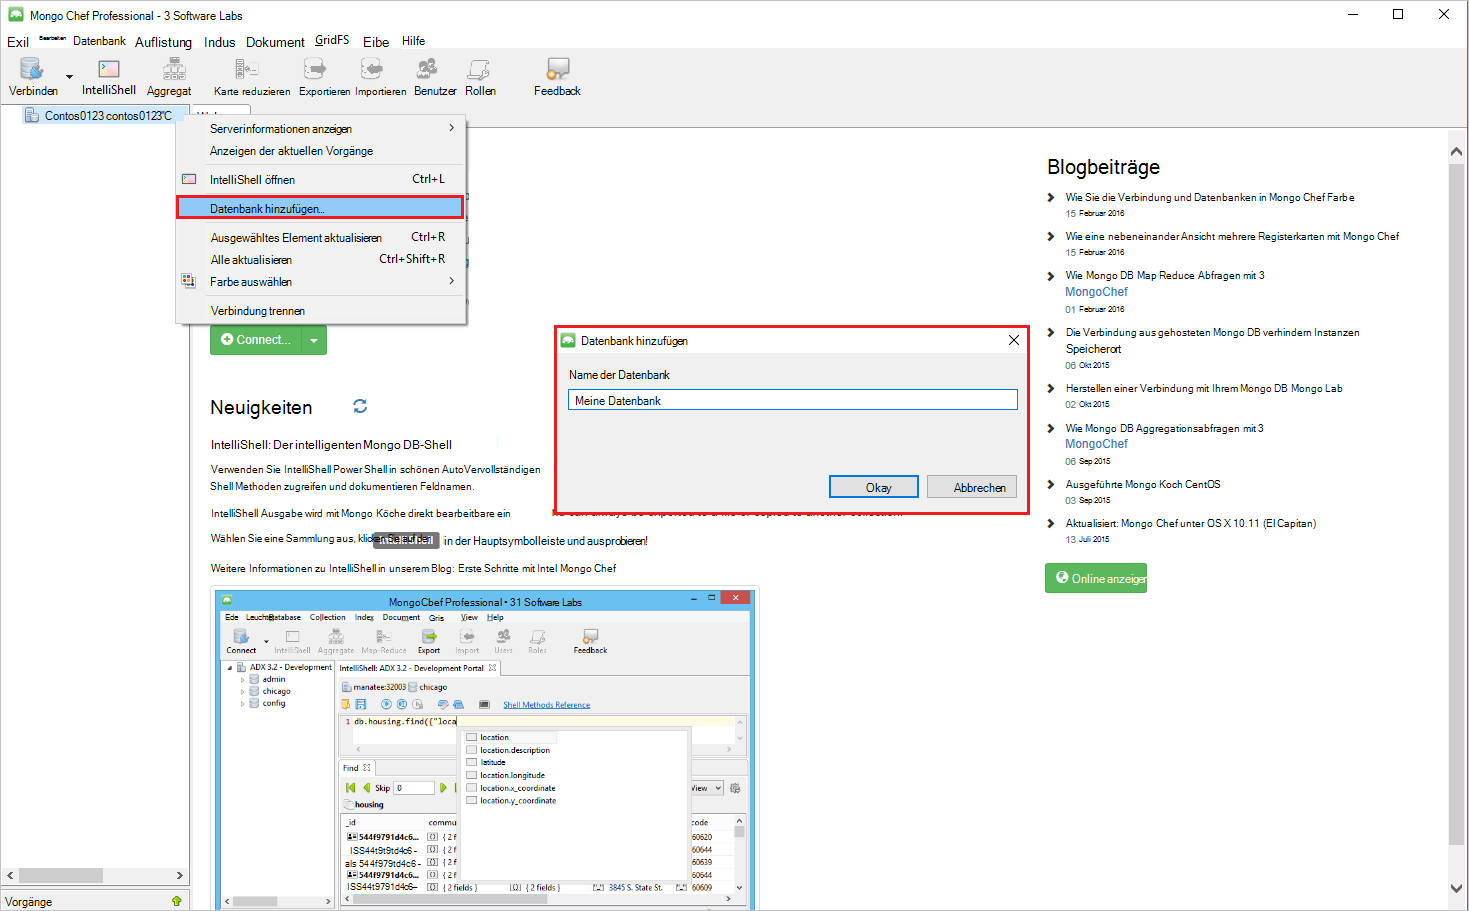 Mongo Chef Professional - 3 Software Labs
Exil Bearbeiten Datenbank Auflistung Indus Dokument GridFS Eibe Hilfe
Verbinden IntelliShell Aggregat Karte reduzieren Exportieren Importieren Benutzer Rollen Feedback
Contos0123 contos0123"C
Serverinformationen anzeigen
Anzeigen der aktuellen Vorgänge
IntelliShell öffnen Ctrl+L
Datenbank hinzufügen...
Ausgewähltes Element aktualisieren Ctrl+R
Alle aktualisieren Ctrl+Shift+R
Farbe auswählen
Verbindung trennen
Connect...
Neuigkeiten
IntelliShell: Der intelligenten Mongo DB-Shell
Verwenden Sie IntelliShell Power Shell in schönen AutoVervollständigen
Shell Methoden zugreifen und dokumentieren Feldnamen.
IntelliShell Ausgabe wird mit Mongo Köche direkt bearbeitbare ein
Wählen Sie eine Sammlung aus, klicken Sie auf der
in der Hauptsymbolleiste und ausprobieren!
Weitere Informationen zu IntelliShell in unserem Blog: Erste Schritte mit Intel Mongo Chef
Datenbank hinzufügen
Name der Datenbank
Meine Datenbank
Okay Abbrechen
Blogbeiträge
Wie Sie die Verbindung und Datenbanken in Mongo Chef Farbe
15 Februar 2016
Wie eine nebeneinander Ansicht mehrere Registerkarten mit Mongo Chef
15 Februar 2016
Wie Mongo DB Map Reduce Abfragen mit 3
MongoChef
01 Februar 2016
Die Verbindung aus gehosteten Mongo DB verhindern Instanzen
Speicherort
06 Okt 2015
Herstellen einer Verbindung mit Ihrem Mongo DB Mongo Lab
02 Okt 2015
Wie Mongo DB Aggregationsabfragen mit 3
MongoChef
06 Sep 2015
Ausgeführte Mongo Koch CentOS
03 Sep 2015
Aktualisiert: Mongo Chef unter OS X 10.11 (El Capitan)
13 Juli 2015
Online anzeigen
MongoChef Professional • 31 Software Labs
Ede Leuchte Database Collection Index Document Gris View Help
Connect IntelliShell Aggregate Map-Reduce Export Import Users Roles Feedback
ADX 3.2 - Development
admin
chicago
config
IntelliShell: ADX 3.2 - Development Portal
manatee:32003 chicago
Shell Methods Reference
1 db.housing.find({"loca
location
location.description
latitude
location.longitude
location.x_coordinate
location.y_coordinate
Find
Skip 0
View
housing
_id commu code
544f9791d4c6... { 2 f 60620
ISS44t9t9td4c6 - { 2 f 60644
als 544f979td4c6 - { 2 f 60639
544f9791d4c6... { 2 f 60644
ISS44t9791d4c6– { 2 fields } { 2 fields } 3845 S. State St. 60609
Vorgänge